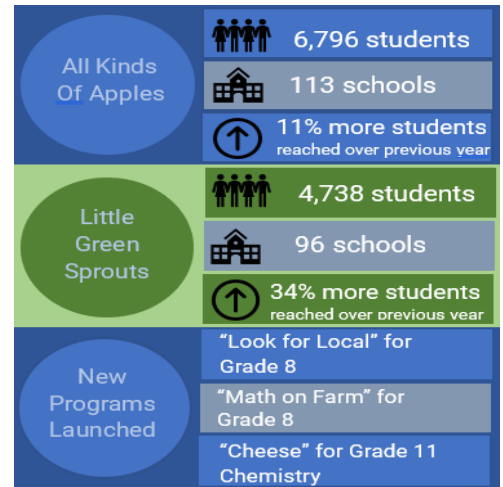 All Kinds
Of Apples
6,796 students
113 schools
11% more students
reached over previous year
Little
Green
Sprouts
4,738 students
96 schools
34% more students
reached over previous year
New
Programs
Launched
“Look for Local” for
Grade 8
“Math on Farm” for
Grade 8
“Cheese” for Grade 11
Chemistry